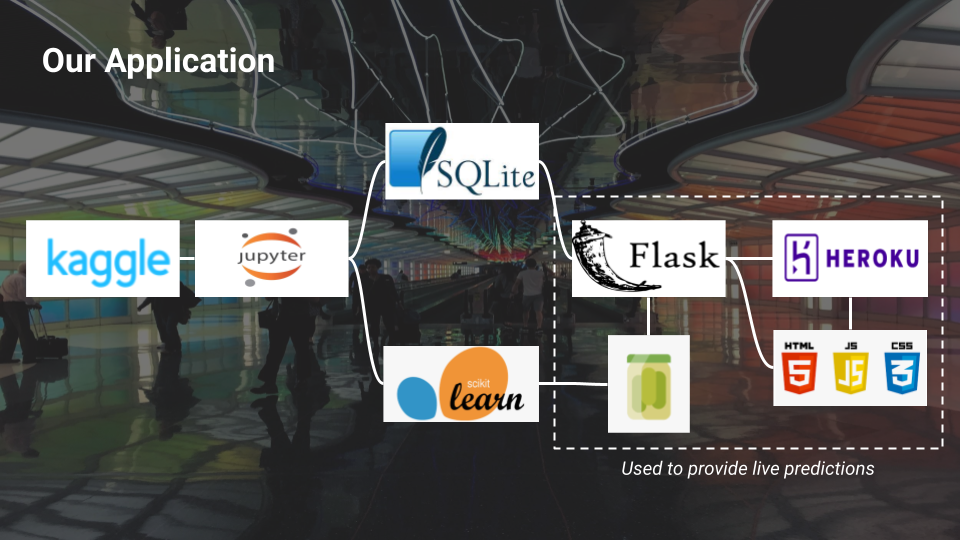 Our Application
SQLite
kaggle
jupyter
Flask
HEROKU
HTML
JS
CSS
5
JS
3
scikit
learn
Used to provide live predictions